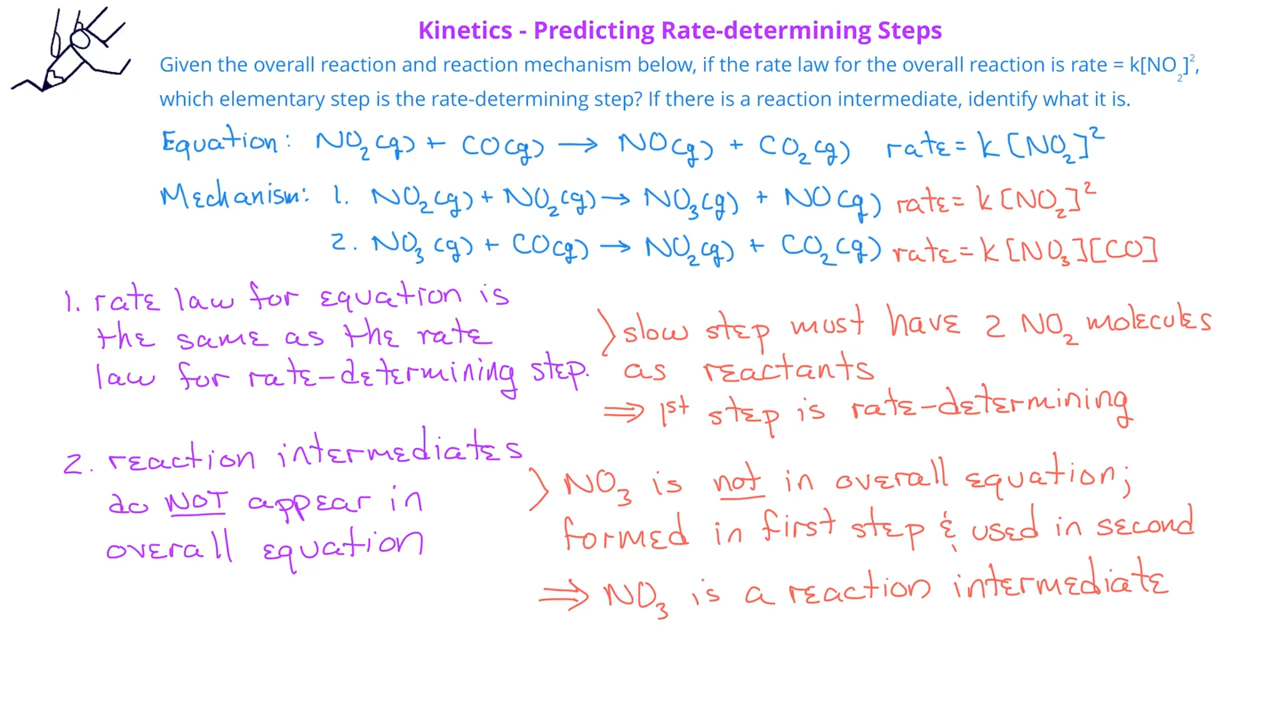 Kinetics - Predicting Rate-determining Steps
Given the overall reaction and reaction mechanism below, if the rate law for the overall reaction is rate = k[NO₂]²,
which elementary step is the rate-determining step? If there is a reaction intermediate, identify what it is.
Equation: NO₂(g) + CO(g) → NO(g) + CO₂(g) rate = k[NO₂]²
Mechanism: 1. NO₂(g) + NO₂(g) → NO₃(g) + NO(g) rate = k[NO₂]²
2. NO₃(g) + CO(g) → NO₂(g) + CO₂(g) rate = k[NO₃][CO]
1. rate law for equation is
the same as the rate
law for rate-determining step.
} slow step must have 2 NO₂ molecules
as reactants
⇒ 1st step is rate-determining
2. reaction intermediates
do NOT appear in
overall equation
} NO₃ is not in overall equation;
formed in first step & used in second
⇒ NO₃ is a reaction intermediate